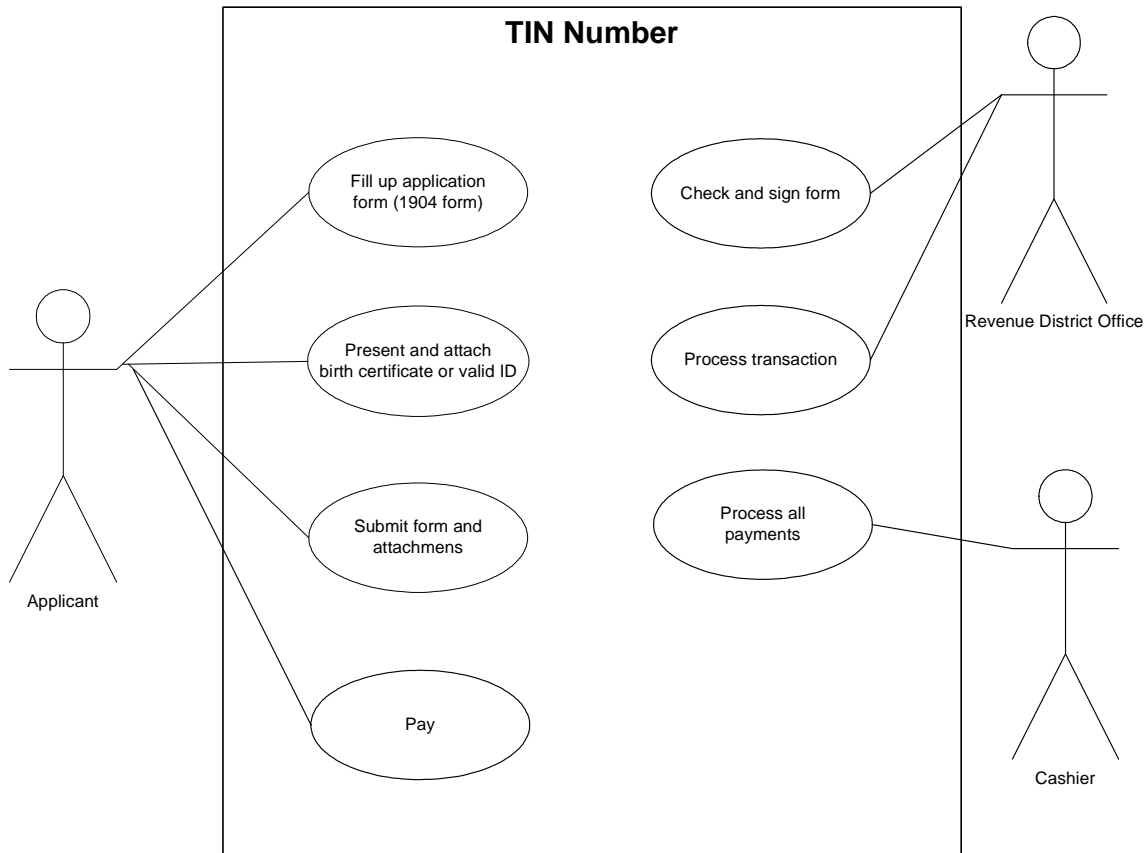 TIN Number
Fill up application
form (1904 form)
Check and sign form
Revenue District Office
Present and attach
birth certificate or valid ID
Process transaction
Submit form and
attachmens
Process all
payments
Applicant
Pay
Cashier